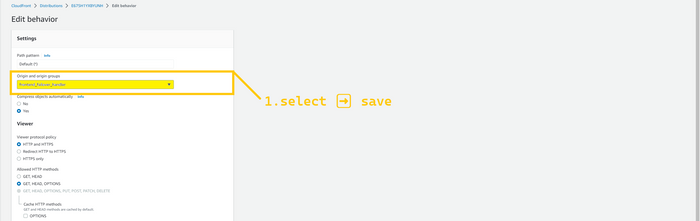 CloudFront > Distributions > > Edit behavior
Edit behavior
Settings
Path pattern Info
Default (*)
Origin and origin groups
frontend_failover_handler
Compress objects automatically Info
No
Yes
1.select → save
Viewer
Viewer protocol policy
HTTP and HTTPS
Redirect HTTP to HTTPS
HTTPS only
Allowed HTTP methods
GET, HEAD
GET, HEAD, OPTIONS
GET, HEAD, OPTIONS, PUT, POST, PATCH, DELETE
Cache HTTP methods
GET and HEAD methods are cached by default.
OPTIONS